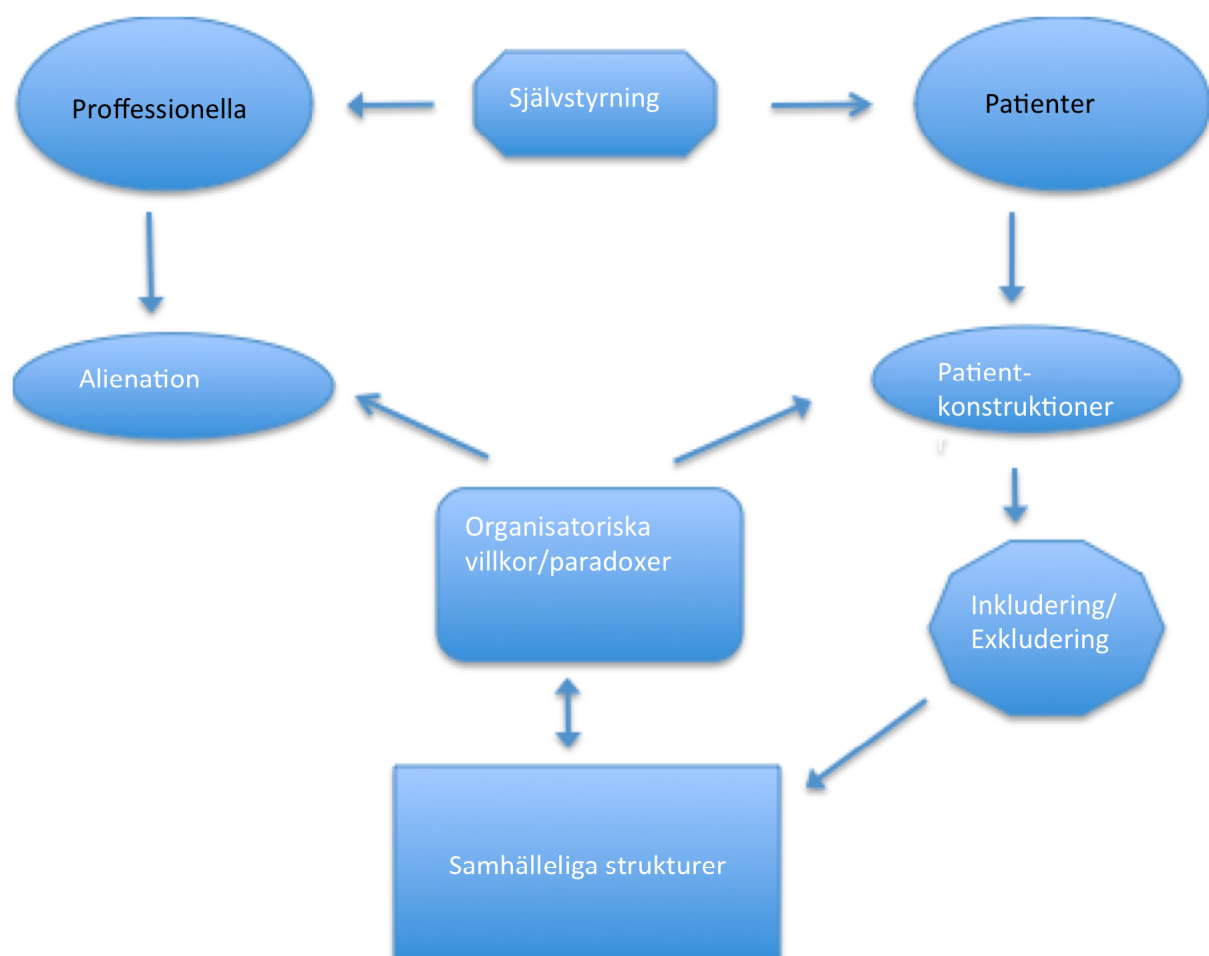 Proffessionella
Självstyrning
Patienter
Alienation
Patient-
konstruktioner
r
Organisatoriska
villkor/paradoxer
Inkludering/
Exkludering
Samhälleliga strukturer